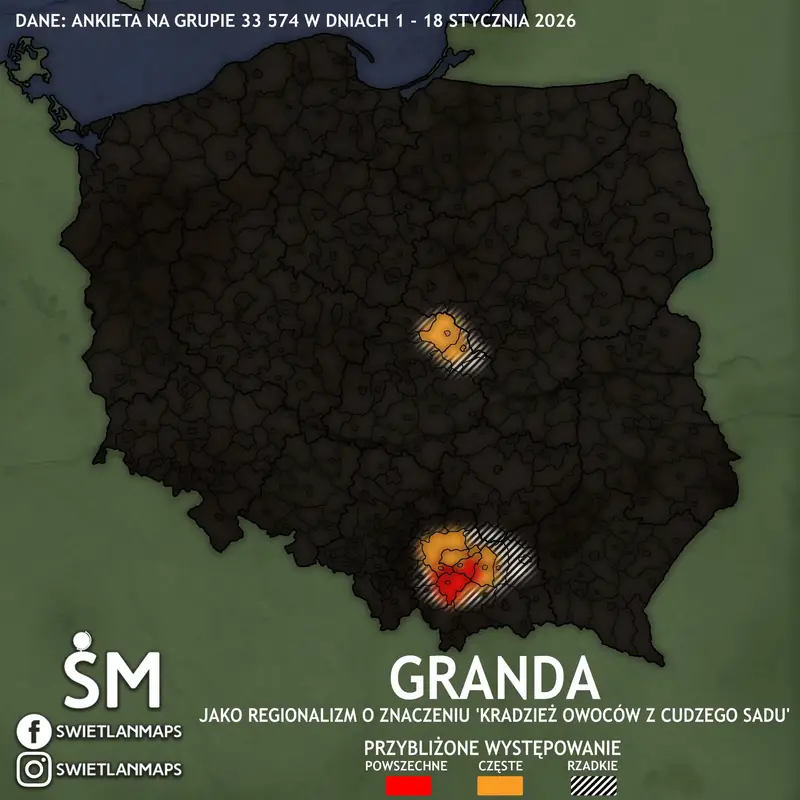 DANE: ANKIETA NA GRUPIE 33 574 W DNIACH 1 - 18 STYCZNIA 2026
ŚM
SWIETLANMAPS
SWIETLANMAPS
GRANDA
JAKO REGIONALIZM O ZNACZENIU 'KRADZIEŻ OWOCÓW Z CUDZEGO SADU'
PRZYBLIŻONE WYSTĘPOWANIE
POWSZECHNE CZĘSTE RZADKIE